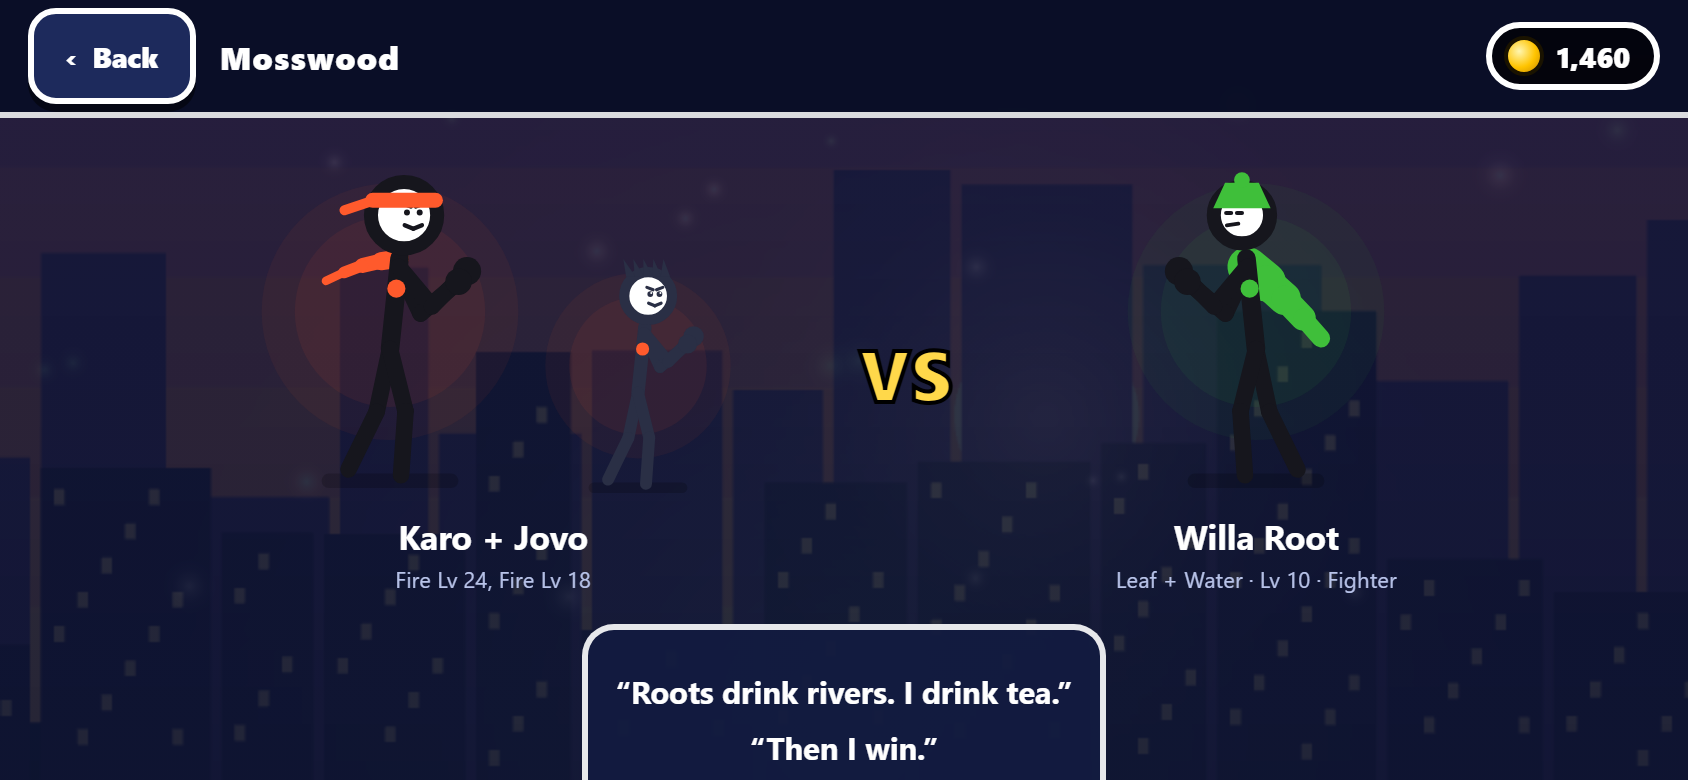 ‹ Back
Mosswood
1,460
VS
Karo + Jovo
Fire Lv 24, Fire Lv 18
Willa Root
Leaf + Water · Lv 10 · Fighter
“Roots drink rivers. I drink tea.”
“Then I win.”